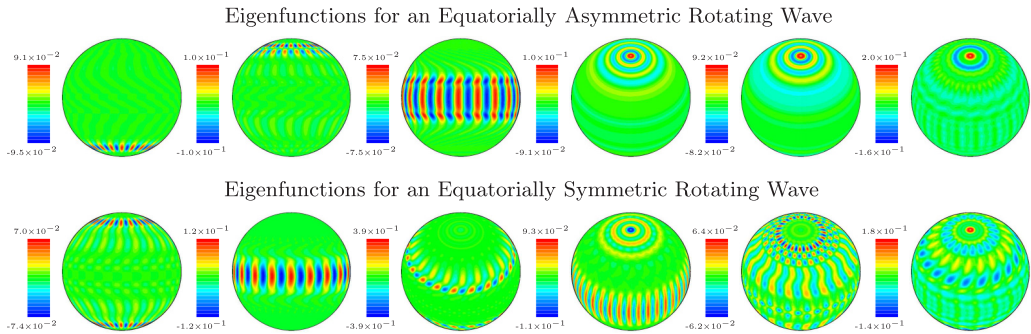 Eigenfunctions for an Equatorially Asymmetric Rotating Wave
9.1×10⁻² 1.0×10⁻¹ 7.5×10⁻² 1.0×10⁻¹ 9.2×10⁻² 2.0×10⁻¹
-9.5×10⁻² -1.0×10⁻¹ -7.5×10⁻² -9.1×10⁻² -8.2×10⁻² -1.6×10⁻¹
Eigenfunctions for an Equatorially Symmetric Rotating Wave
7.0×10⁻² 1.2×10⁻¹ 3.9×10⁻¹ 9.3×10⁻² 6.4×10⁻² 1.8×10⁻¹
-7.4×10⁻² -1.2×10⁻¹ -3.9×10⁻¹ -1.1×10⁻¹ -6.2×10⁻² -1.4×10⁻¹